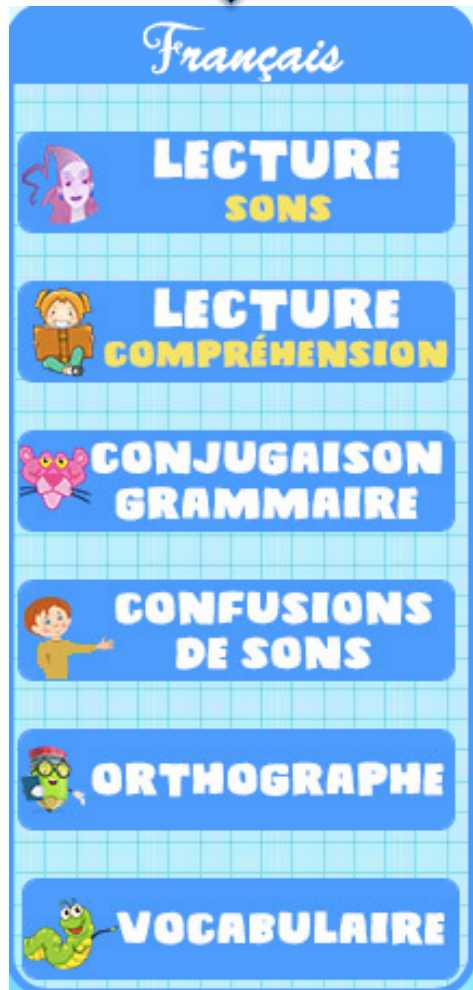 Français
LECTURE
SONS
LECTURE
COMPRÉHENSION
CONJUGAISON
GRAMMAIRE
CONFUSIONS
DE SONS
ORTHOGRAPHE
VOCABULAIRE